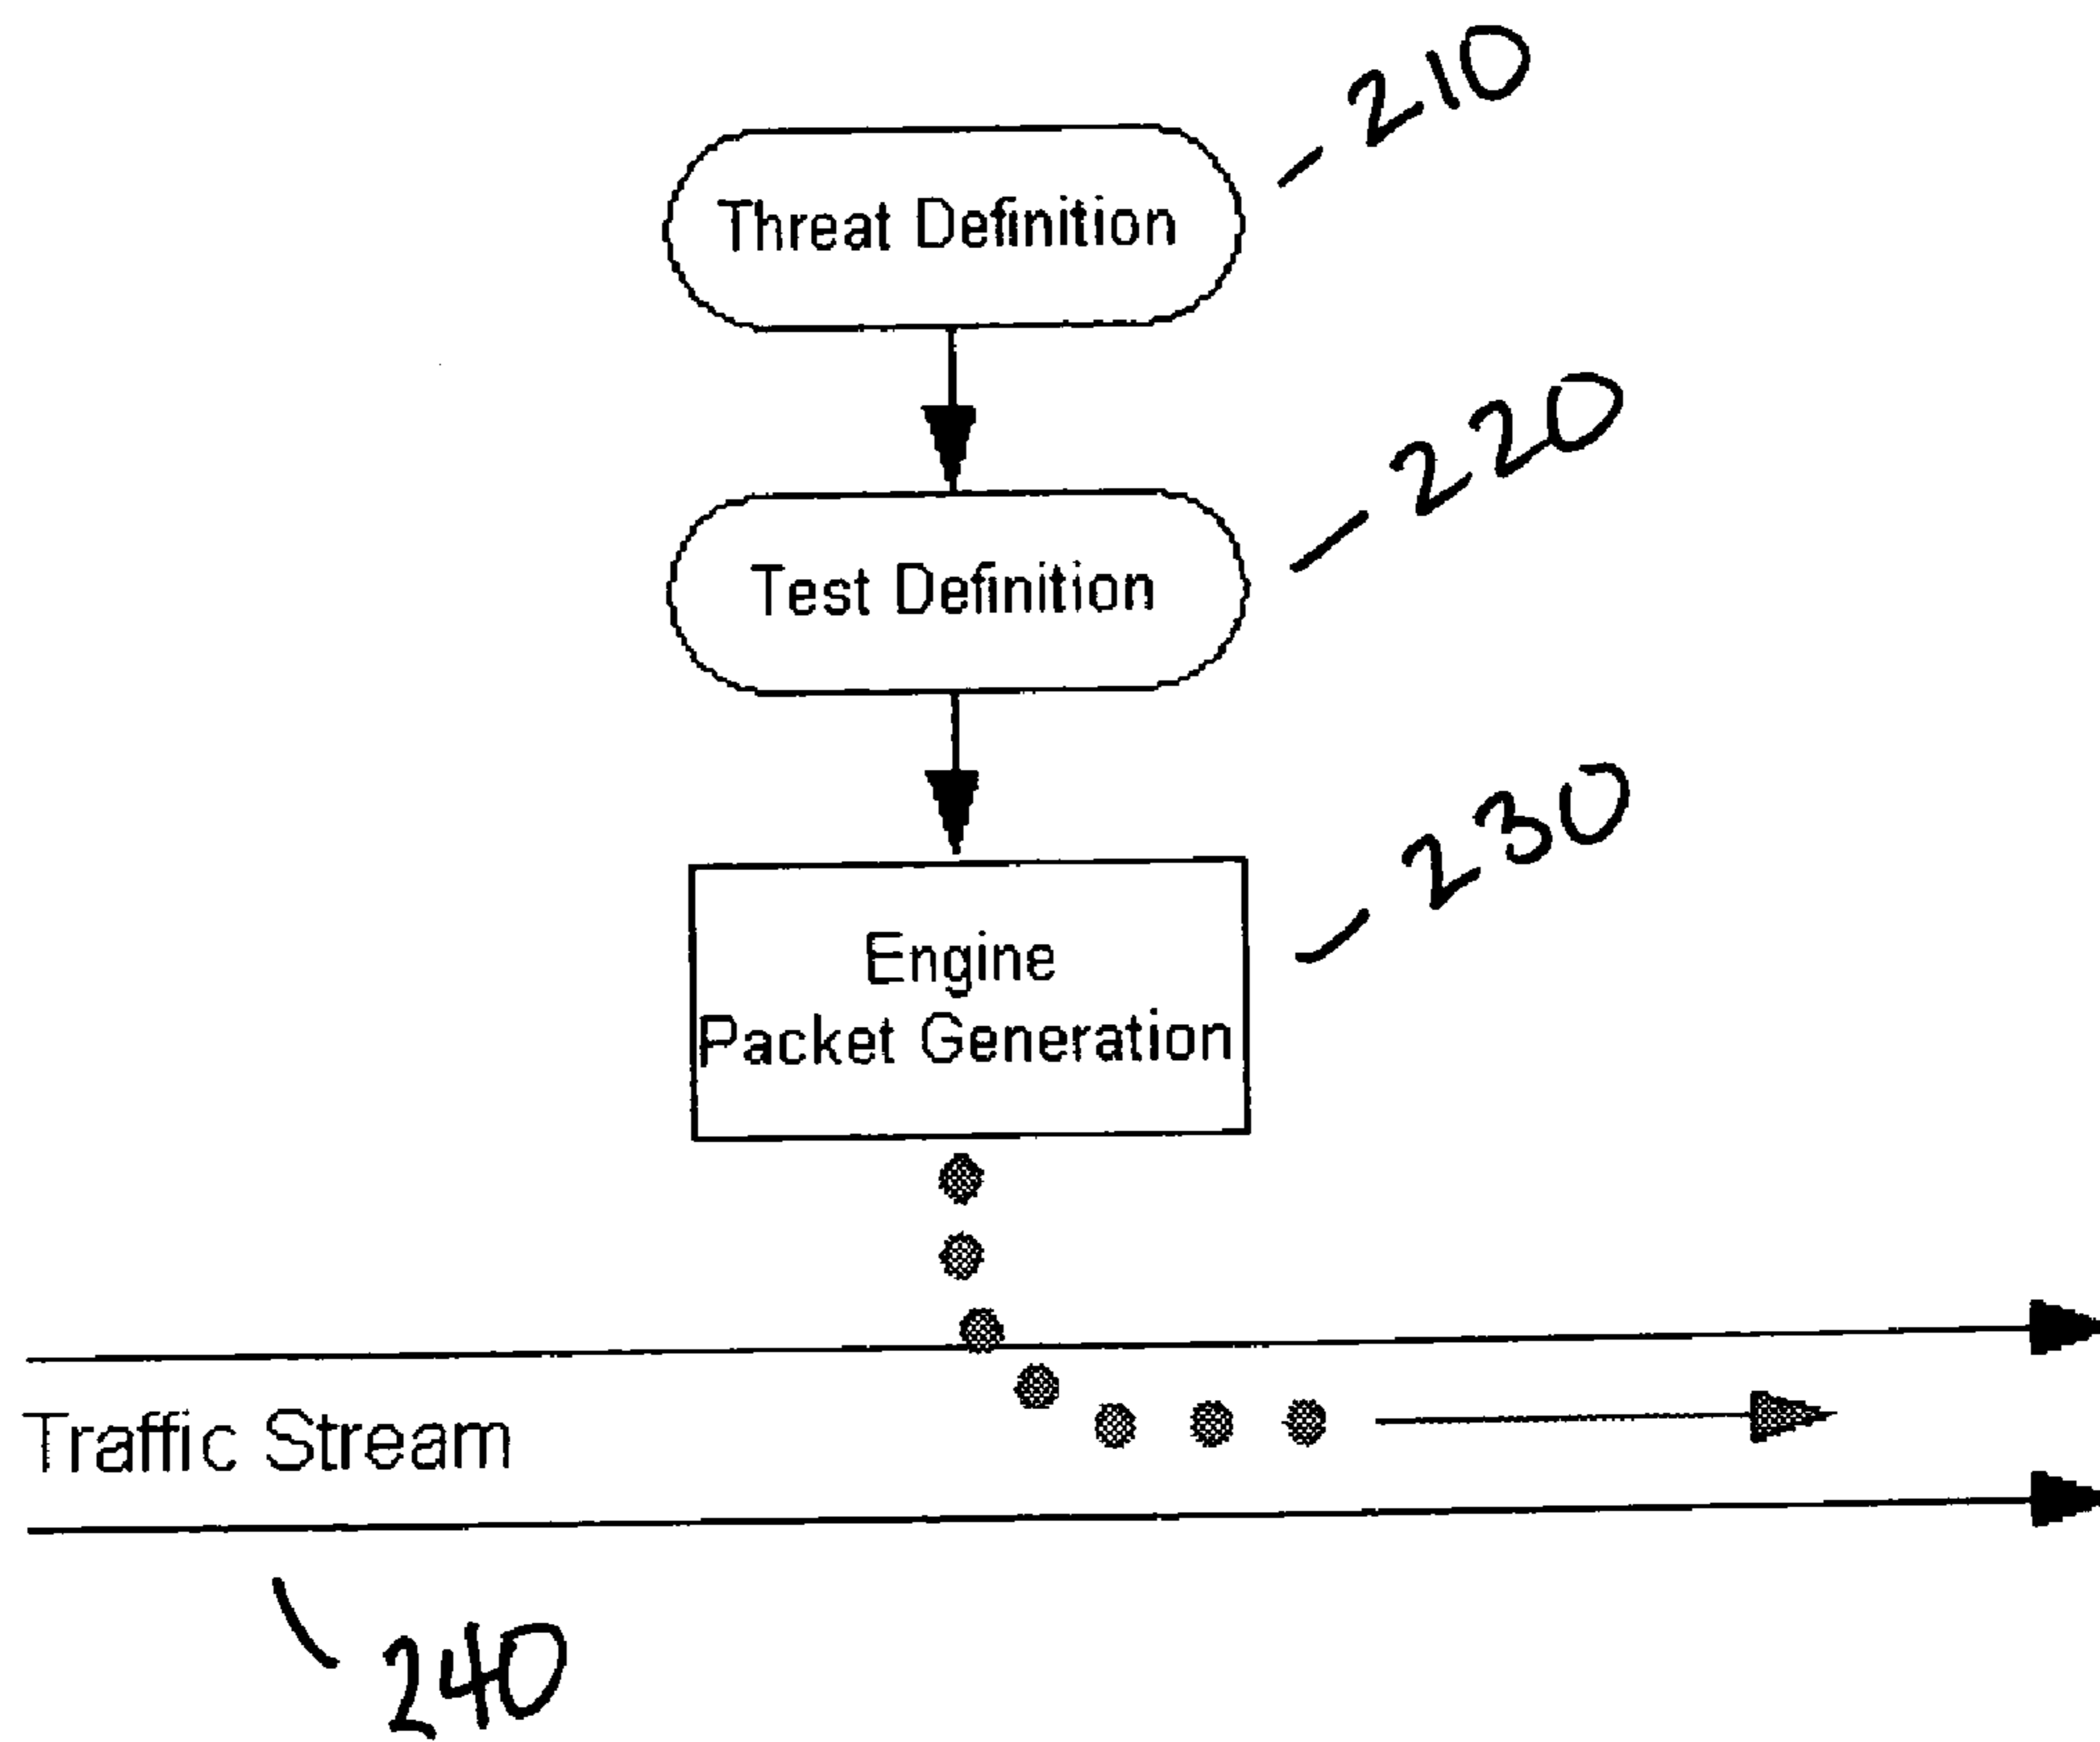 210
Threat Definition
220
Test Definition
230
Engine
Packet Generation
Traffic Stream
240